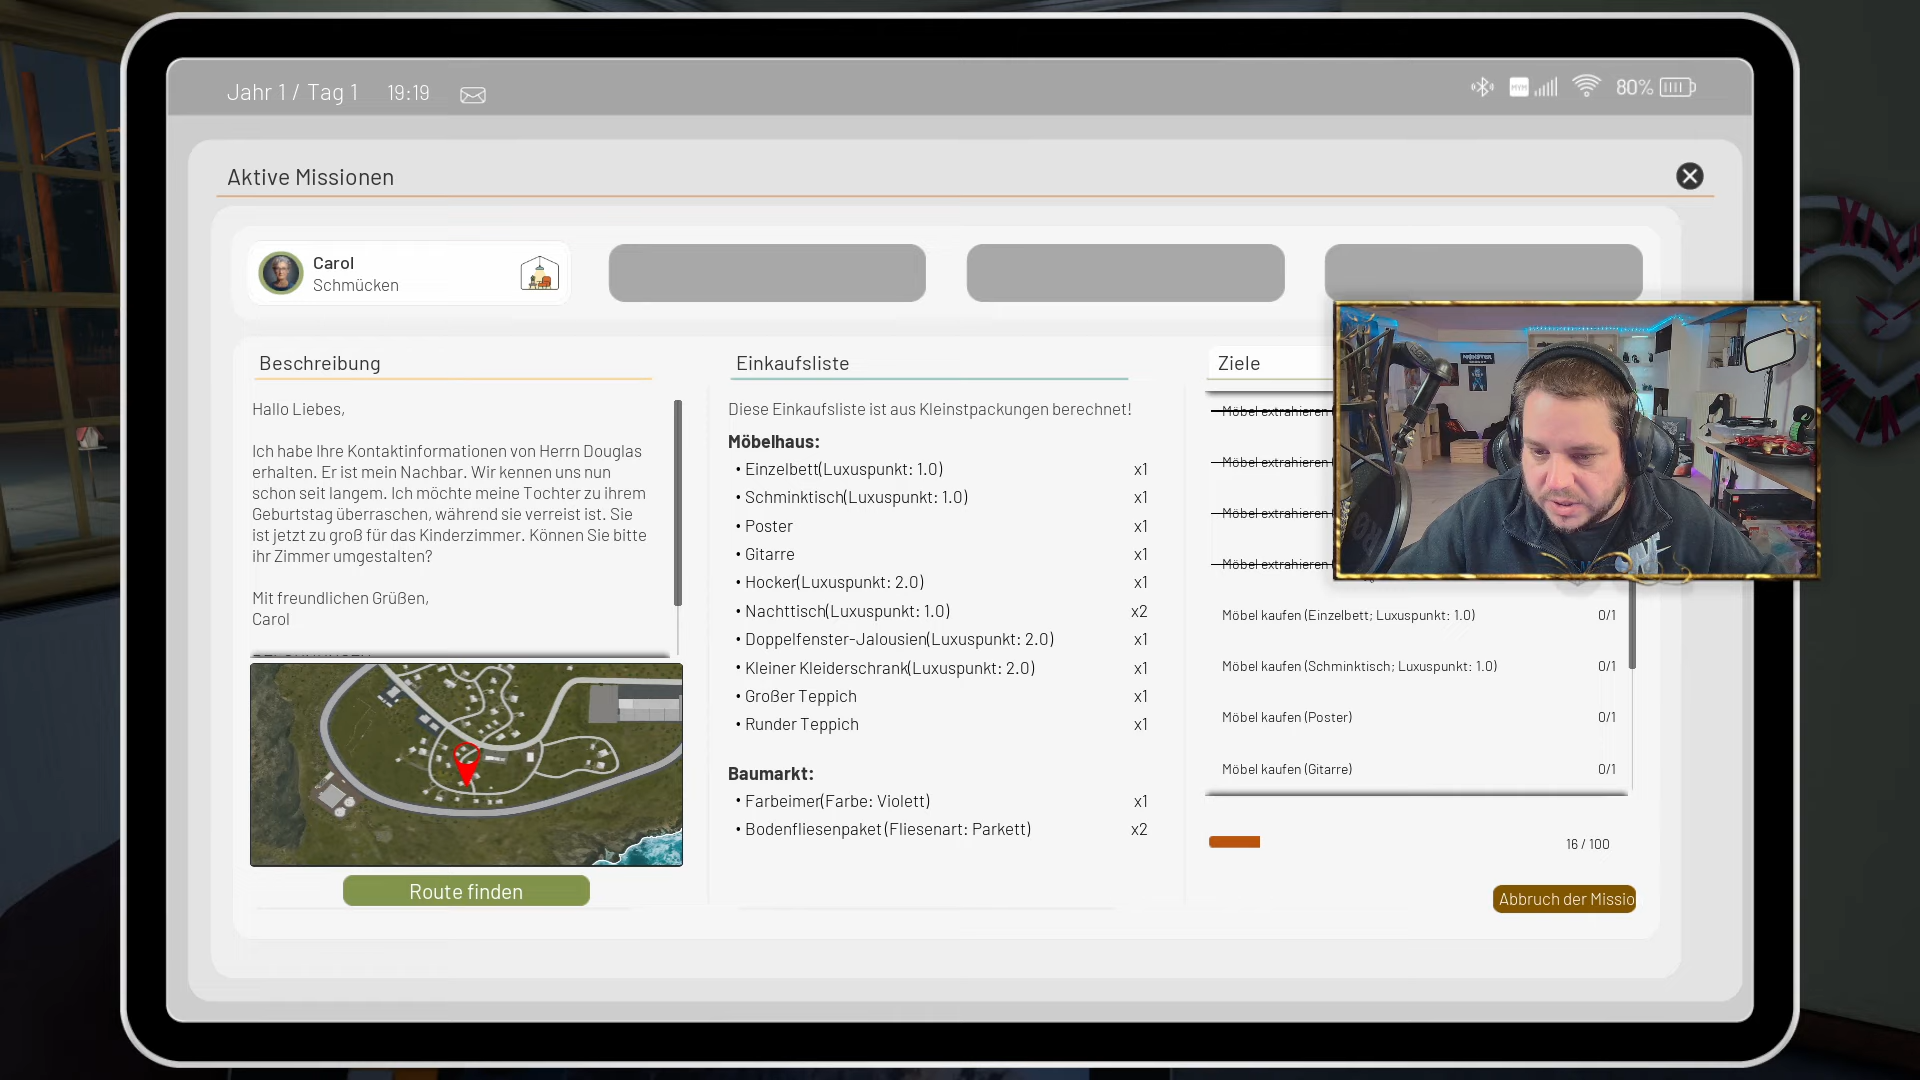 Jahr 1 / Tag 1 19:19
80%
Aktive Missionen
Carol
Schmücken
Beschreibung
Hallo Liebes,
Ich habe Ihre Kontaktinformationen von Herrn Douglas
erhalten. Er ist mein Nachbar. Wir kennen uns nun
schon seit langem. Ich möchte meine Tochter zu ihrem
Geburtstag überraschen, während sie verreist ist. Sie
ist jetzt zu groß für das Kinderzimmer. Können Sie bitte
ihr Zimmer umgestalten?
Mit freundlichen Grüßen,
Carol
Route finden
Einkaufsliste
Diese Einkaufsliste ist aus Kleinstpackungen berechnet!
Möbelhaus:
• Einzelbett(Luxuspunkt: 1.0) x1
• Schminktisch(Luxuspunkt: 1.0) x1
• Poster x1
• Gitarre x1
• Hocker(Luxuspunkt: 2.0) x1
• Nachttisch(Luxuspunkt: 1.0) x2
• Doppelfenster-Jalousien(Luxuspunkt: 2.0) x1
• Kleiner Kleiderschrank(Luxuspunkt: 2.0) x1
• Großer Teppich x1
• Runder Teppich x1
Baumarkt:
• Farbeimer(Farbe: Violett) x1
• Bodenfliesenpaket (Fliesenart: Parkett) x2
Ziele
Möbel extrahieren
Möbel extrahieren
Möbel extrahieren
Möbel extrahieren
Möbel kaufen (Einzelbett; Luxuspunkt: 1.0) 0/1
Möbel kaufen (Schminktisch; Luxuspunkt: 1.0) 0/1
Möbel kaufen (Poster) 0/1
Möbel kaufen (Gitarre) 0/1
16 / 100
Abbruch der Missio